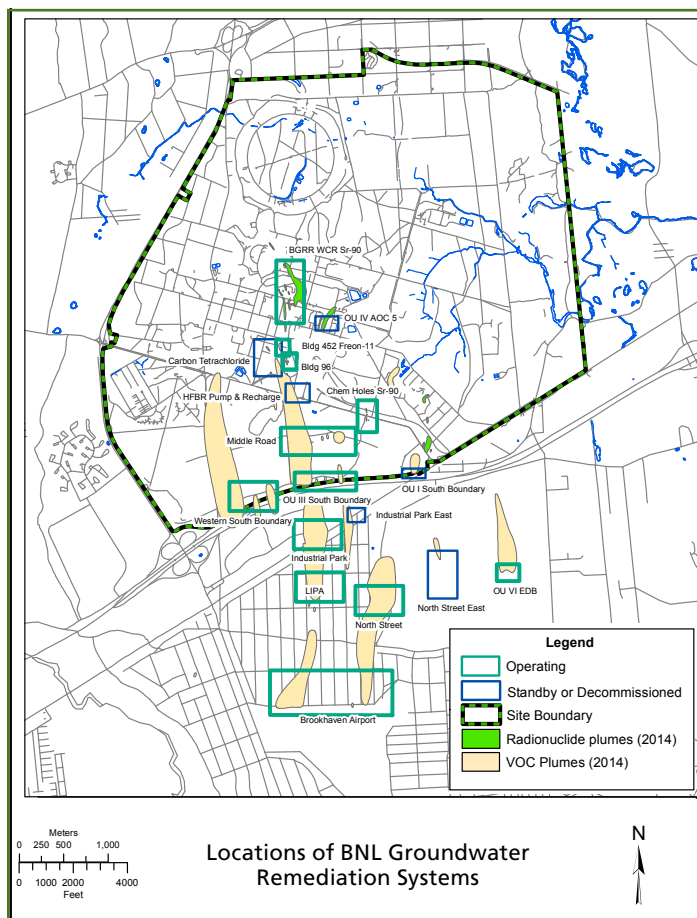 BGRR WCR Sr-90
OU IV AOC 5
Bldg 452 Freon-11
Carbon Tetrachloride
Bldg 96
HFBR Pump & Recharge
Chem Holes Sr-90
Middle Road
OU III South Boundary
OU I South Boundary
Western South Boundary
Industrial Park East
Industrial Park
LIPA
North Street East
OU VI EDB
North Street
Brookhaven Airport
Legend
Operating
Standby or Decommissioned
Site Boundary
Radionuclide plumes (2014)
VOC Plumes (2014)
Meters
0 250 500 1,000
0 1000 2000 4000
Feet
Locations of BNL Groundwater
Remediation Systems
N